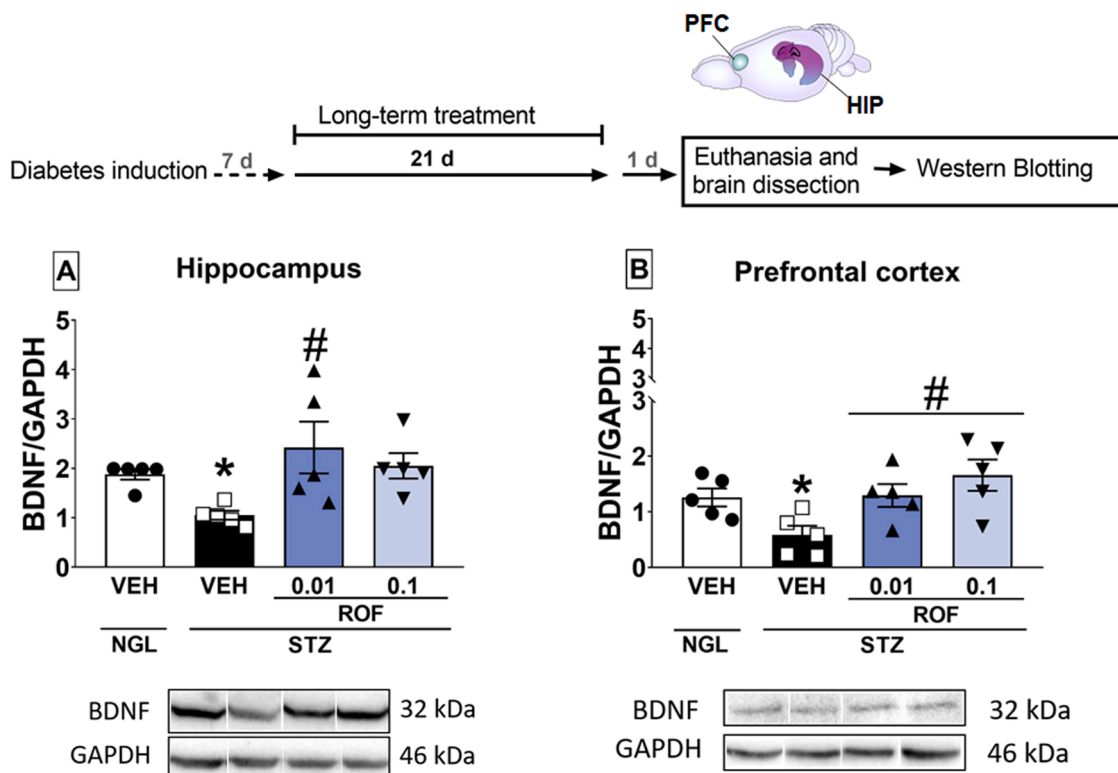 PFC
HIP
Long-term treatment
Diabetes induction 7 d 21 d 1 d Euthanasia and brain dissection Western Blotting
A Hippocampus
BDNF/GAPDH
5
4
3
2
1
0
#
*
VEH VEH 0.01 0.1
ROF
NGL STZ
BDNF 32 kDa
GAPDH 46 kDa
B Prefrontal cortex
BDNF/GAPDH
5
4
3
3
2
1
0
#
*
VEH VEH 0.01 0.1
ROF
NGL STZ
BDNF 32 kDa
GAPDH 46 kDa